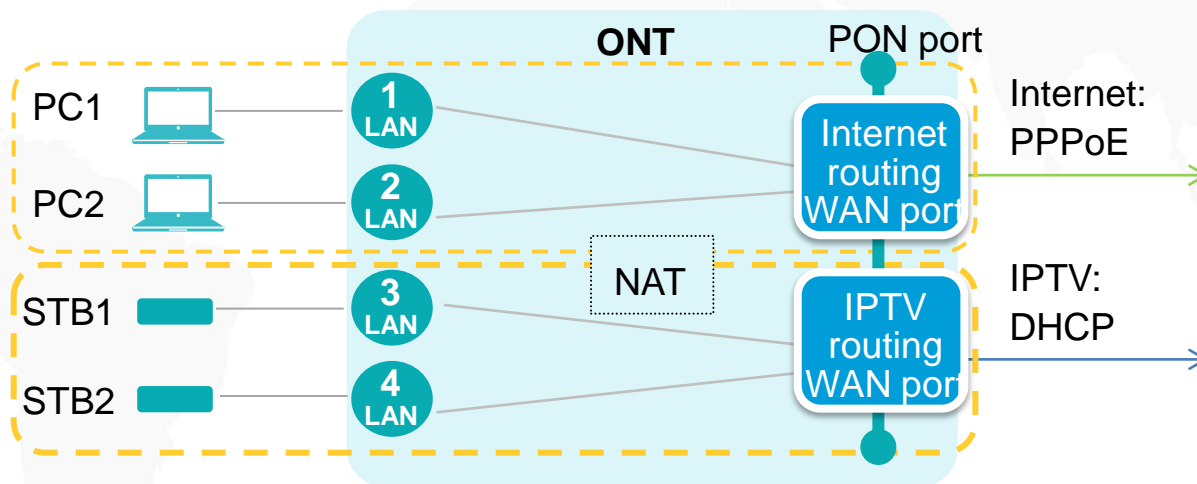 ONT
PON port
PC1
1
LAN
Internet
routing
WAN port
Internet:
PPPoE
PC2
2
LAN
NAT
STB1
3
LAN
IPTV
routing
WAN port
IPTV:
DHCP
STB2
4
LAN